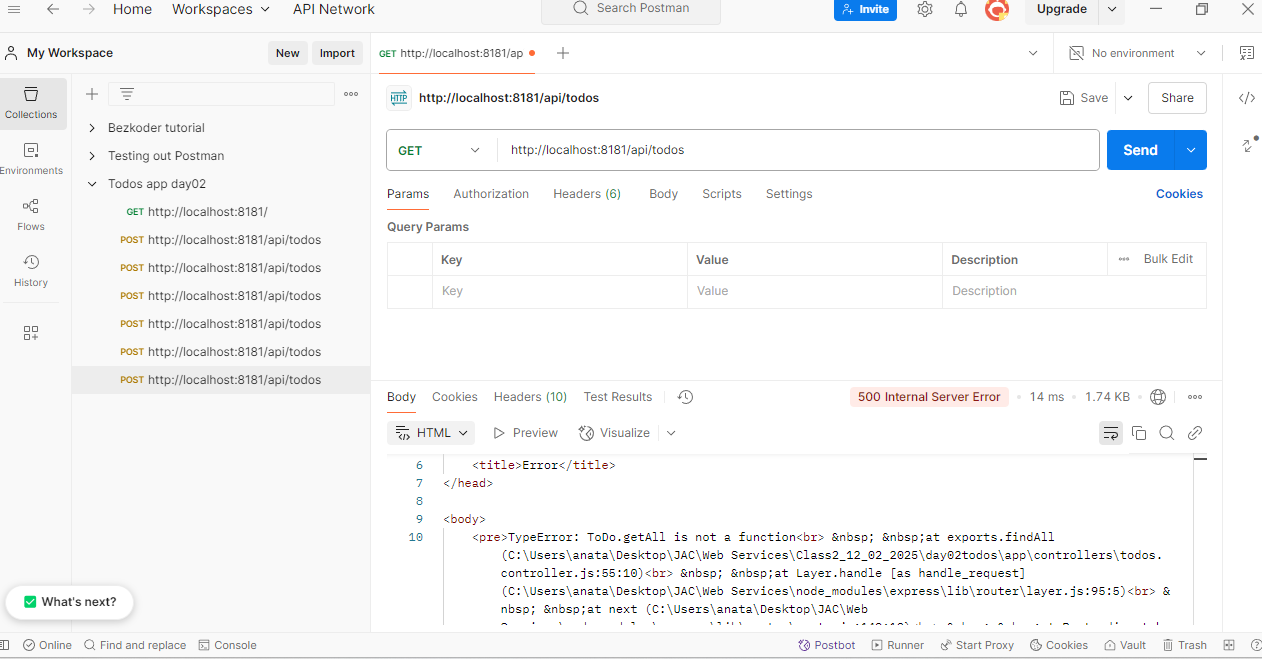 Home Workspaces API Network Search Postman Invite Upgrade
My Workspace New Import GET http://localhost:8181/ap No environment
HTTP http://localhost:8181/api/todos Save Share
Collections
Environments
Flows
History
Bezkoder tutorial
Testing out Postman
Todos app day02
GET http://localhost:8181/
POST http://localhost:8181/api/todos
POST http://localhost:8181/api/todos
POST http://localhost:8181/api/todos
POST http://localhost:8181/api/todos
POST http://localhost:8181/api/todos
POST http://localhost:8181/api/todos
GET http://localhost:8181/api/todos Send
Params Authorization Headers (6) Body Scripts Settings Cookies
Query Params
Key Value Description Bulk Edit
Key Value Description
Body Cookies Headers (10) Test Results 500 Internal Server Error 14 ms 1.74 KB
HTML Preview Visualize
6 <title>Error</title>
7 </head>
8
9 <body>
10 <pre>TypeError: ToDo.getAll is not a function<br> &nbsp; &nbsp;at exports.findAll
(C:\Users\anata\Desktop\JAC\Web Services\Class2_12_02_2025\day02todos\app\controllers\todos.
controller.js:55:10)<br> &nbsp; &nbsp;at Layer.handle [as handle_request]
(C:\Users\anata\Desktop\JAC\Web Services\node_modules\express\lib\router\layer.js:95:5)<br> &
nbsp; &nbsp;at next (C:\Users\anata\Desktop\JAC\Web
What's next?
Online Find and replace Console Postbot Runner Start Proxy Cookies Vault Trash